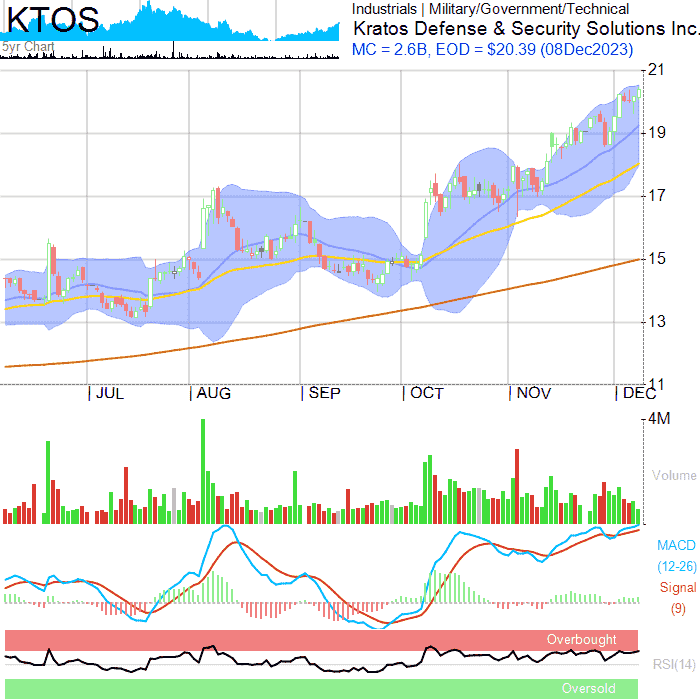 KTOS
Industrials | Military/Government/Technical
Kratos Defense & Security Solutions Inc.
5yr Chart
MC = 2.6B, EOD = $20.39 (08Dec2023)
21
19
17
15
13
11
JUL AUG SEP OCT NOV DEC
4M
Volume
MACD
(12-26)
Signal
(9)
Overbought
RSI(14)
Oversold